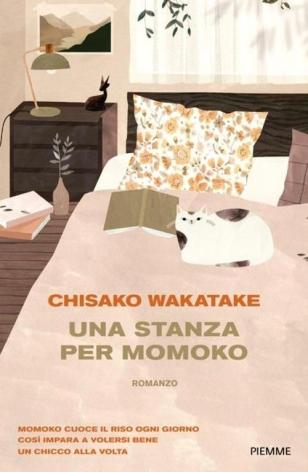 CHISAKO WAKATAKE
UNA STANZA
PER MOMOKO
ROMANZO
MOMOKO CUOCE IL RISO OGNI GIORNO
COSÌ IMPARA A VOLERSI BENE
UN CHICCO ALLA VOLTA
PIEMME